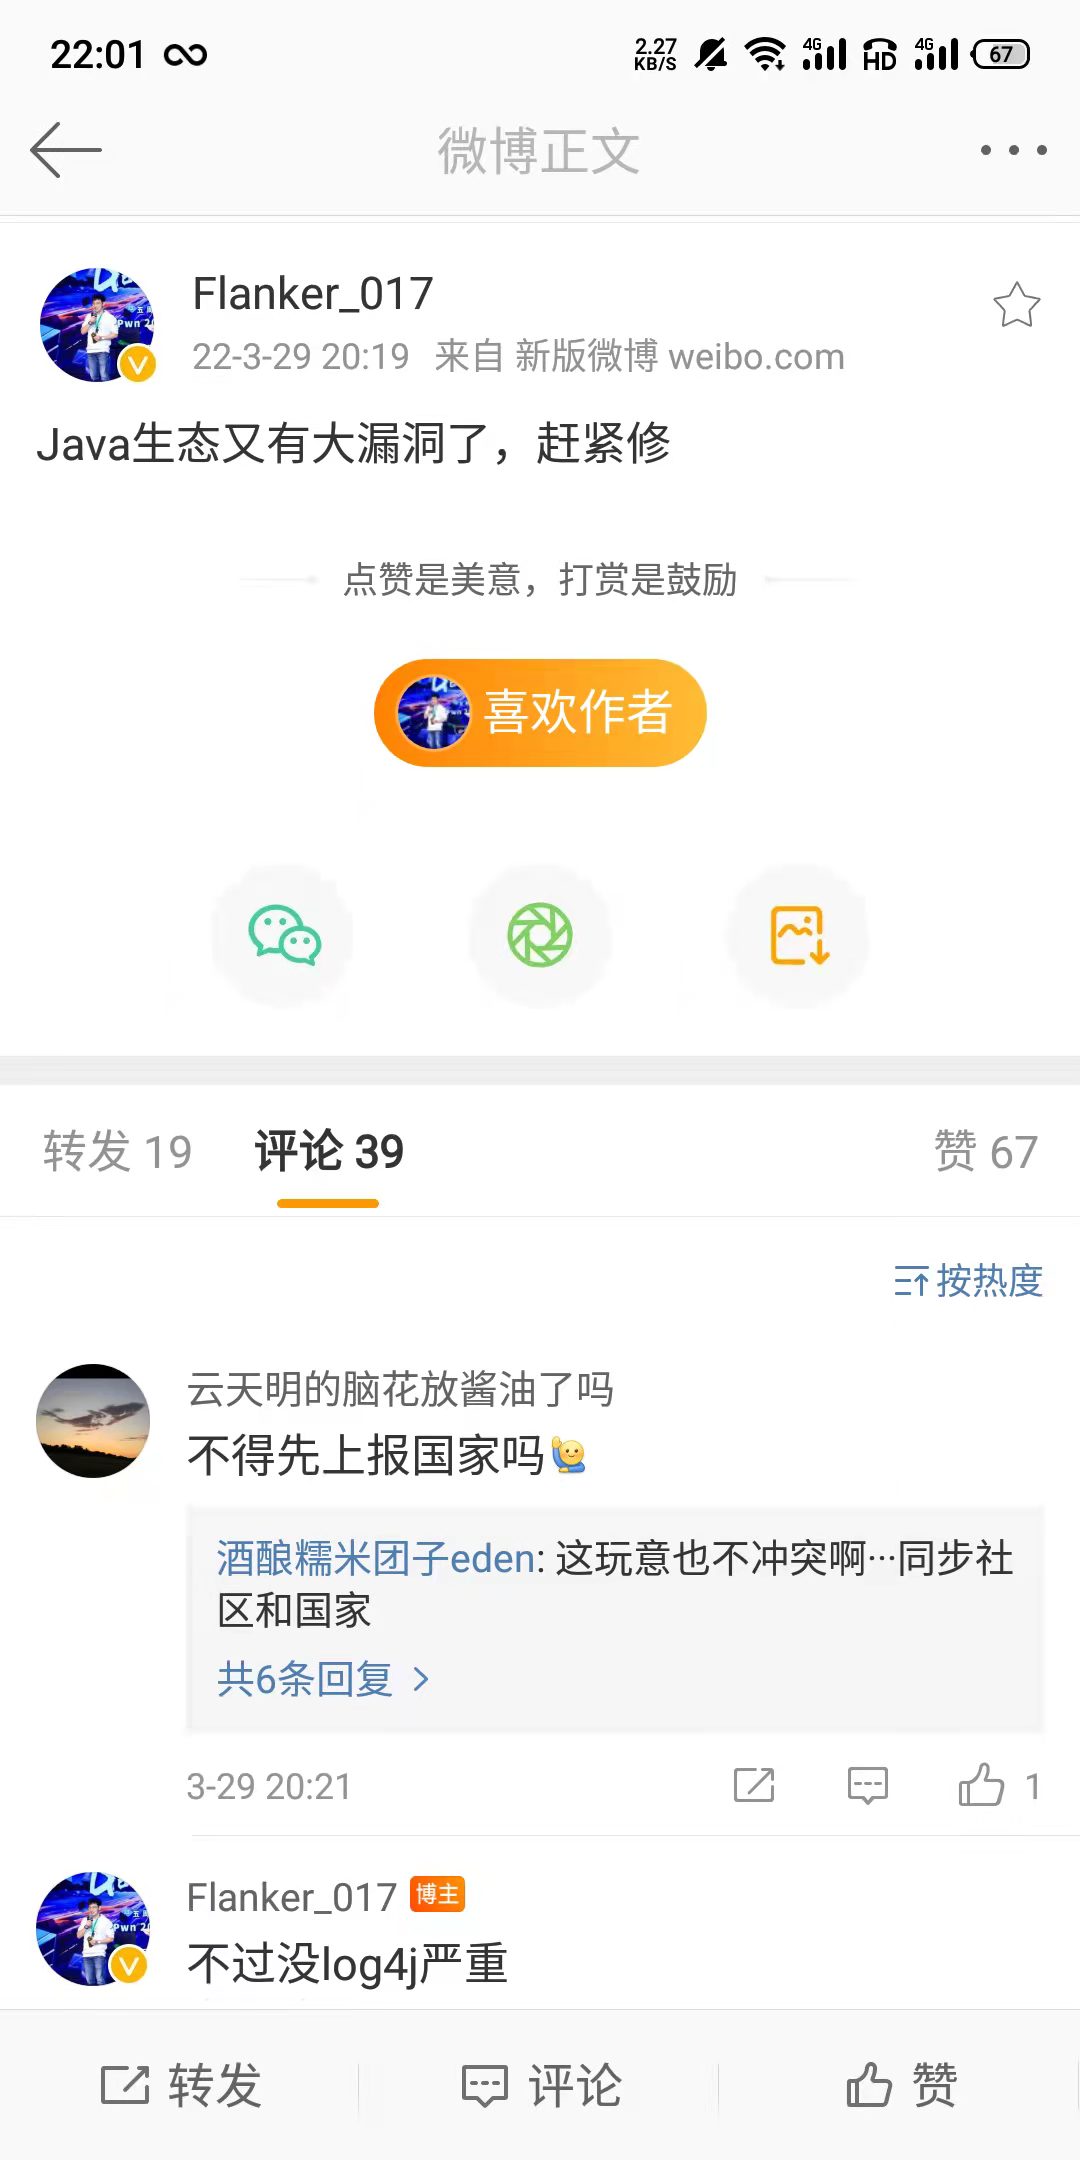 22:01
2.27
KB/S
4G
HD
4G
67
微博正文
Flanker_017
22-3-29 20:19 来自 新版微博 weibo.com
Java生态又有大漏洞了，赶紧修
点赞是美意，打赏是鼓励
喜欢作者
转发 19
评论 39
赞 67
按热度
云天明的脑花放酱油了吗
不得先上报国家吗
酒酿糯米团子eden: 这玩意也不冲突啊···同步社
区和国家
共6条回复
3-29 20:21
1
Flanker_017 博主
不过没log4j严重
转发
评论
赞